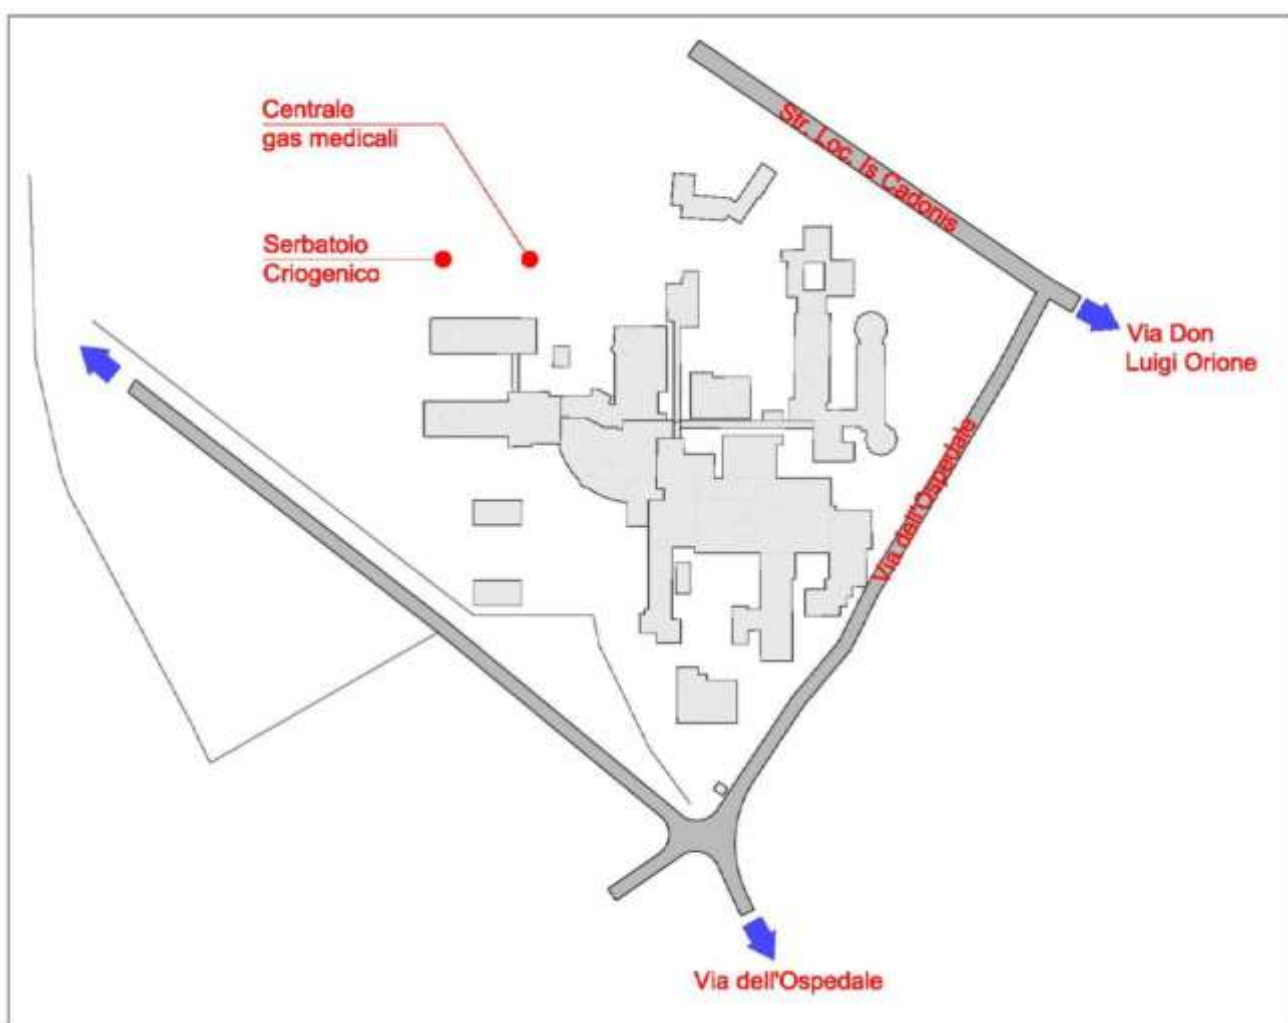 Centrale
gas medicali
Str. Loc. Is Cadonis
Serbatoio
Criogenico
Via Don
Luigi Orione
Via dell'Ospedale
Via dell'Ospedale